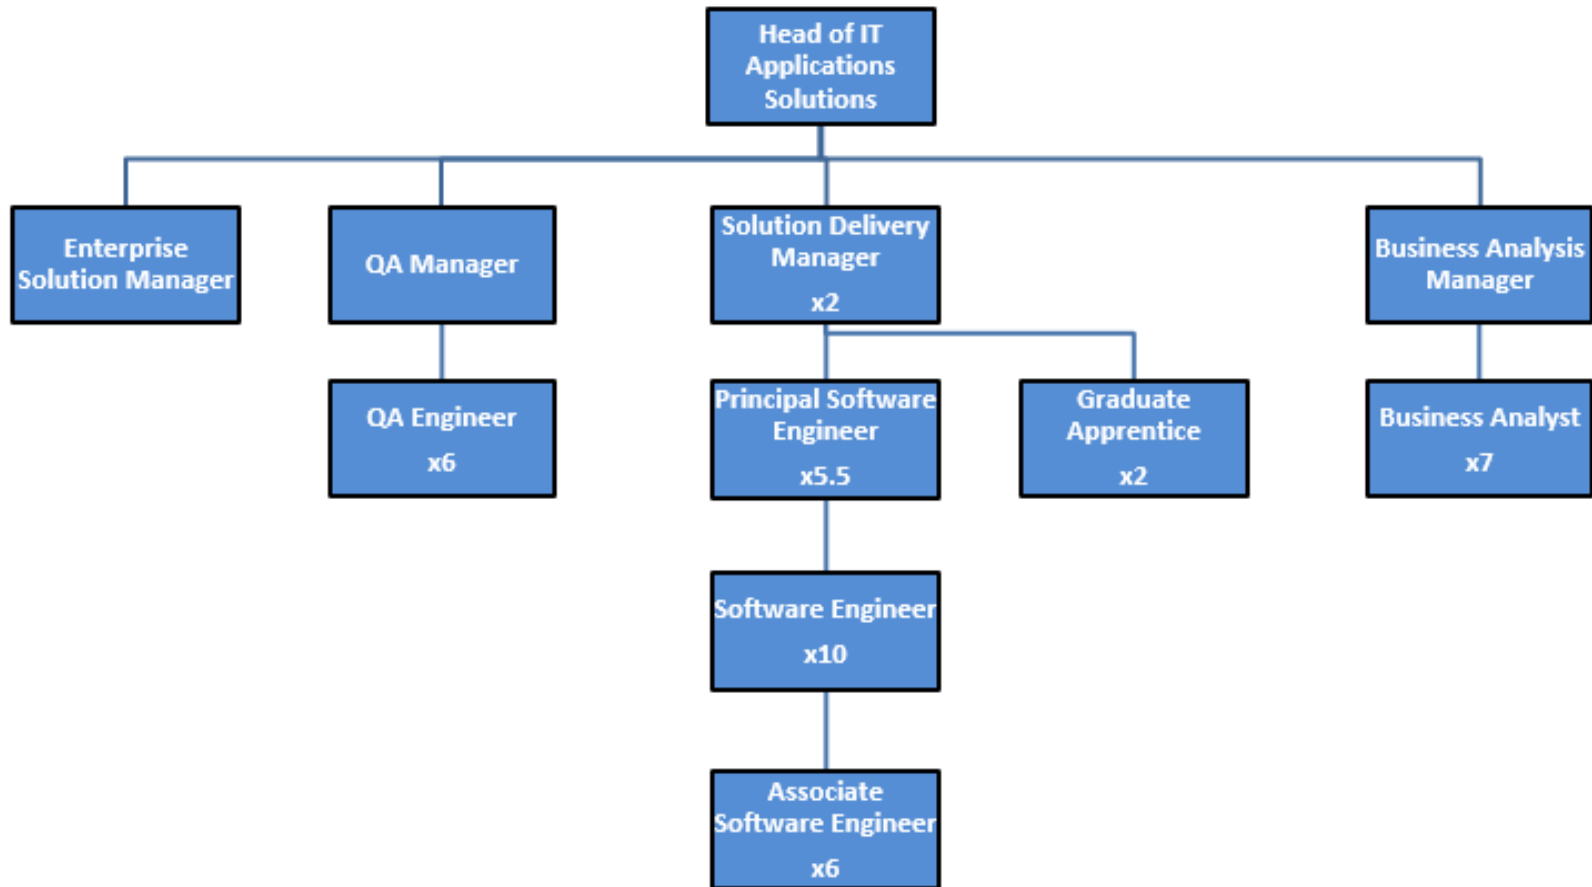 Head of IT
Applications
Solutions
Enterprise
Solution Manager
QA Manager
Solution Delivery
Manager
x2
Business Analysis
Manager
QA Engineer
x6
Principal Software
Engineer
x5.5
Graduate
Apprentice
x2
Business Analyst
x7
Software Engineer
x10
Associate
Software Engineer
x6